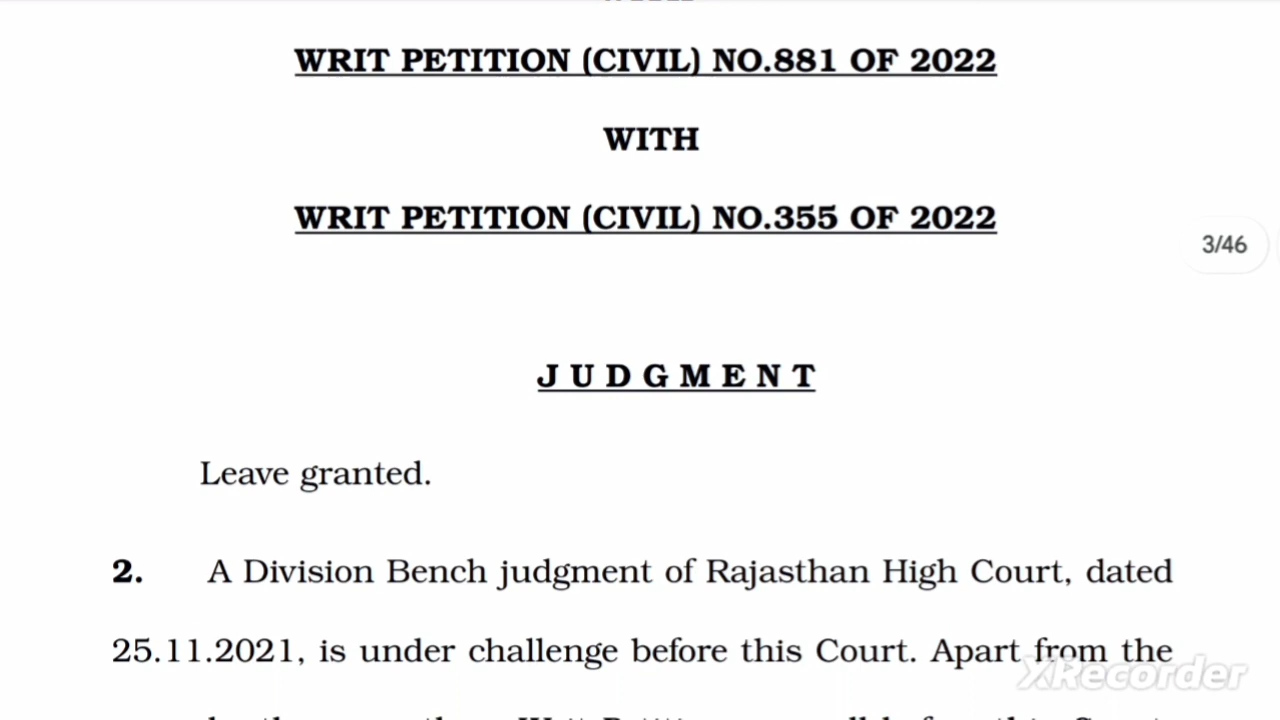 WRIT PETITION (CIVIL) NO.881 OF 2022
WITH
WRIT PETITION (CIVIL) NO.355 OF 2022
3/46
J U D G M E N T
Leave granted.
2. A Division Bench judgment of Rajasthan High Court, dated
25.11.2021, is under challenge before this Court. Apart from the
XRecorder